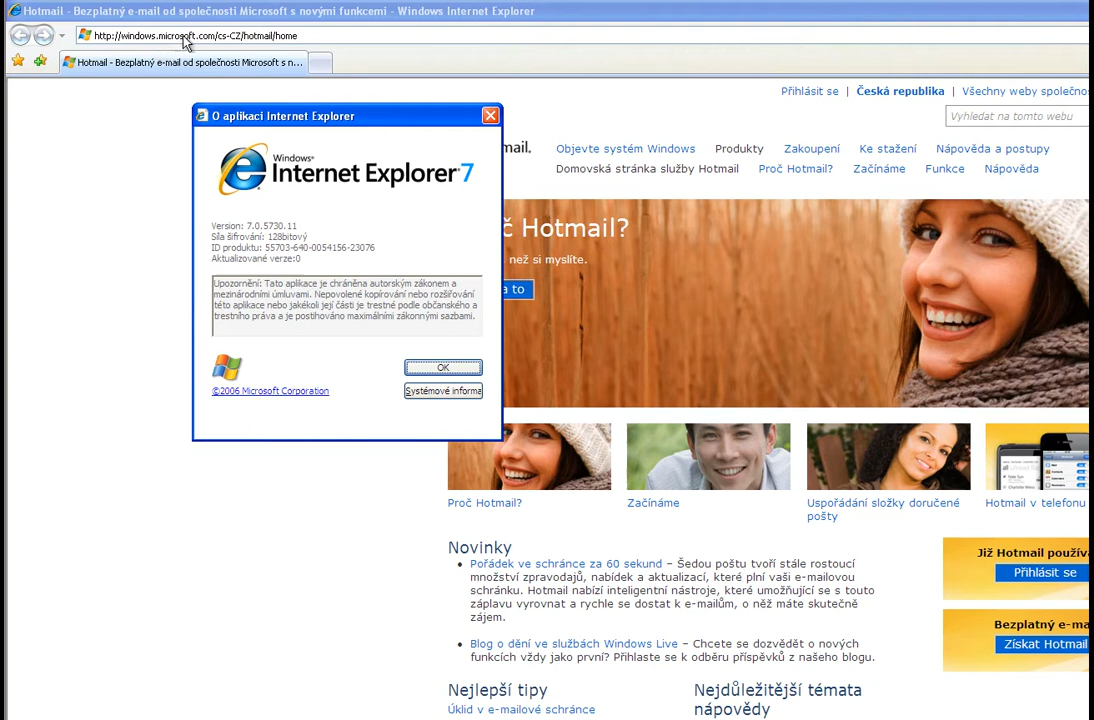 Hotmail - Bezplatný e-mail od společnosti Microsoft s novými funkcemi - Windows Internet Explorer
http://windows.microsoft.com/cs-CZ/hotmail/home
Hotmail - Bezplatný e-mail od společnosti Microsoft s n...
Přihlásit se | Česká republika | Všechny weby společnos
Vyhledat na tomto webu
O aplikaci Internet Explorer
Windows®
Internet Explorer 7
mail.
Objevte systém Windows Produkty Zakoupení Ke stažení Nápověda a postupy
Domovská stránka služby Hotmail Proč Hotmail? Začínáme Funkce Nápověda
č Hotmail?
než si myslíte.
a to
Version: 7.0.5730.11
Síla šifrování: 128bitový
ID produktu: 55703-640-0054156-23076
Aktualizované verze:0
Upozornění: Tato aplikace je chráněna autorským zákonem a
mezinárodními úmluvami. Nepovolené kopírování nebo rozšiřování
této aplikace nebo jakékoli její části je trestné podle občanského a
trestního práva a je postihováno maximálními zákonnými sazbami.
OK
©2006 Microsoft Corporation
Systémové informa
Proč Hotmail?
Začínáme
Uspořádání složky doručené
pošty
Hotmail v telefonu
Novinky
Pořádek ve schránce za 60 sekund – Šedou poštu tvoří stále rostoucí
množství zpravodajů, nabídek a aktualizací, které plní vaši e-mailovou
schránku. Hotmail nabízí inteligentní nástroje, které umožňující se s touto
záplavu vyrovnat a rychle se dostat k e-mailům, o něž máte skutečně
zájem.
Blog o dění ve službách Windows Live – Chcete se dozvědět o nových
funkcích vždy jako první? Přihlaste se k odběru příspěvků z našeho blogu.
Již Hotmail používa
Přihlásit se
Bezplatný e-ma
Získat Hotmail
Nejlepší tipy
Úklid v e-mailové schránce
Nejdůležitější témata
nápovědy